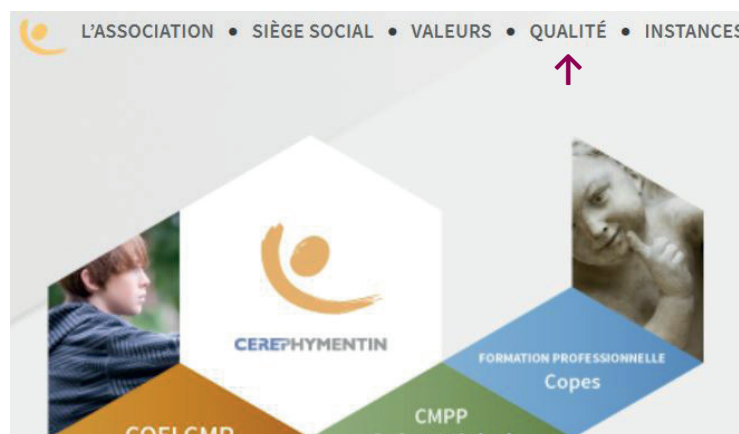 L'ASSOCIATION ● SIÈGE SOCIAL ● VALEURS ● QUALITÉ ● INSTANCES
CEREPHYMENTIN
FORMATION PROFESSIONNELLE
Copes
CMPP